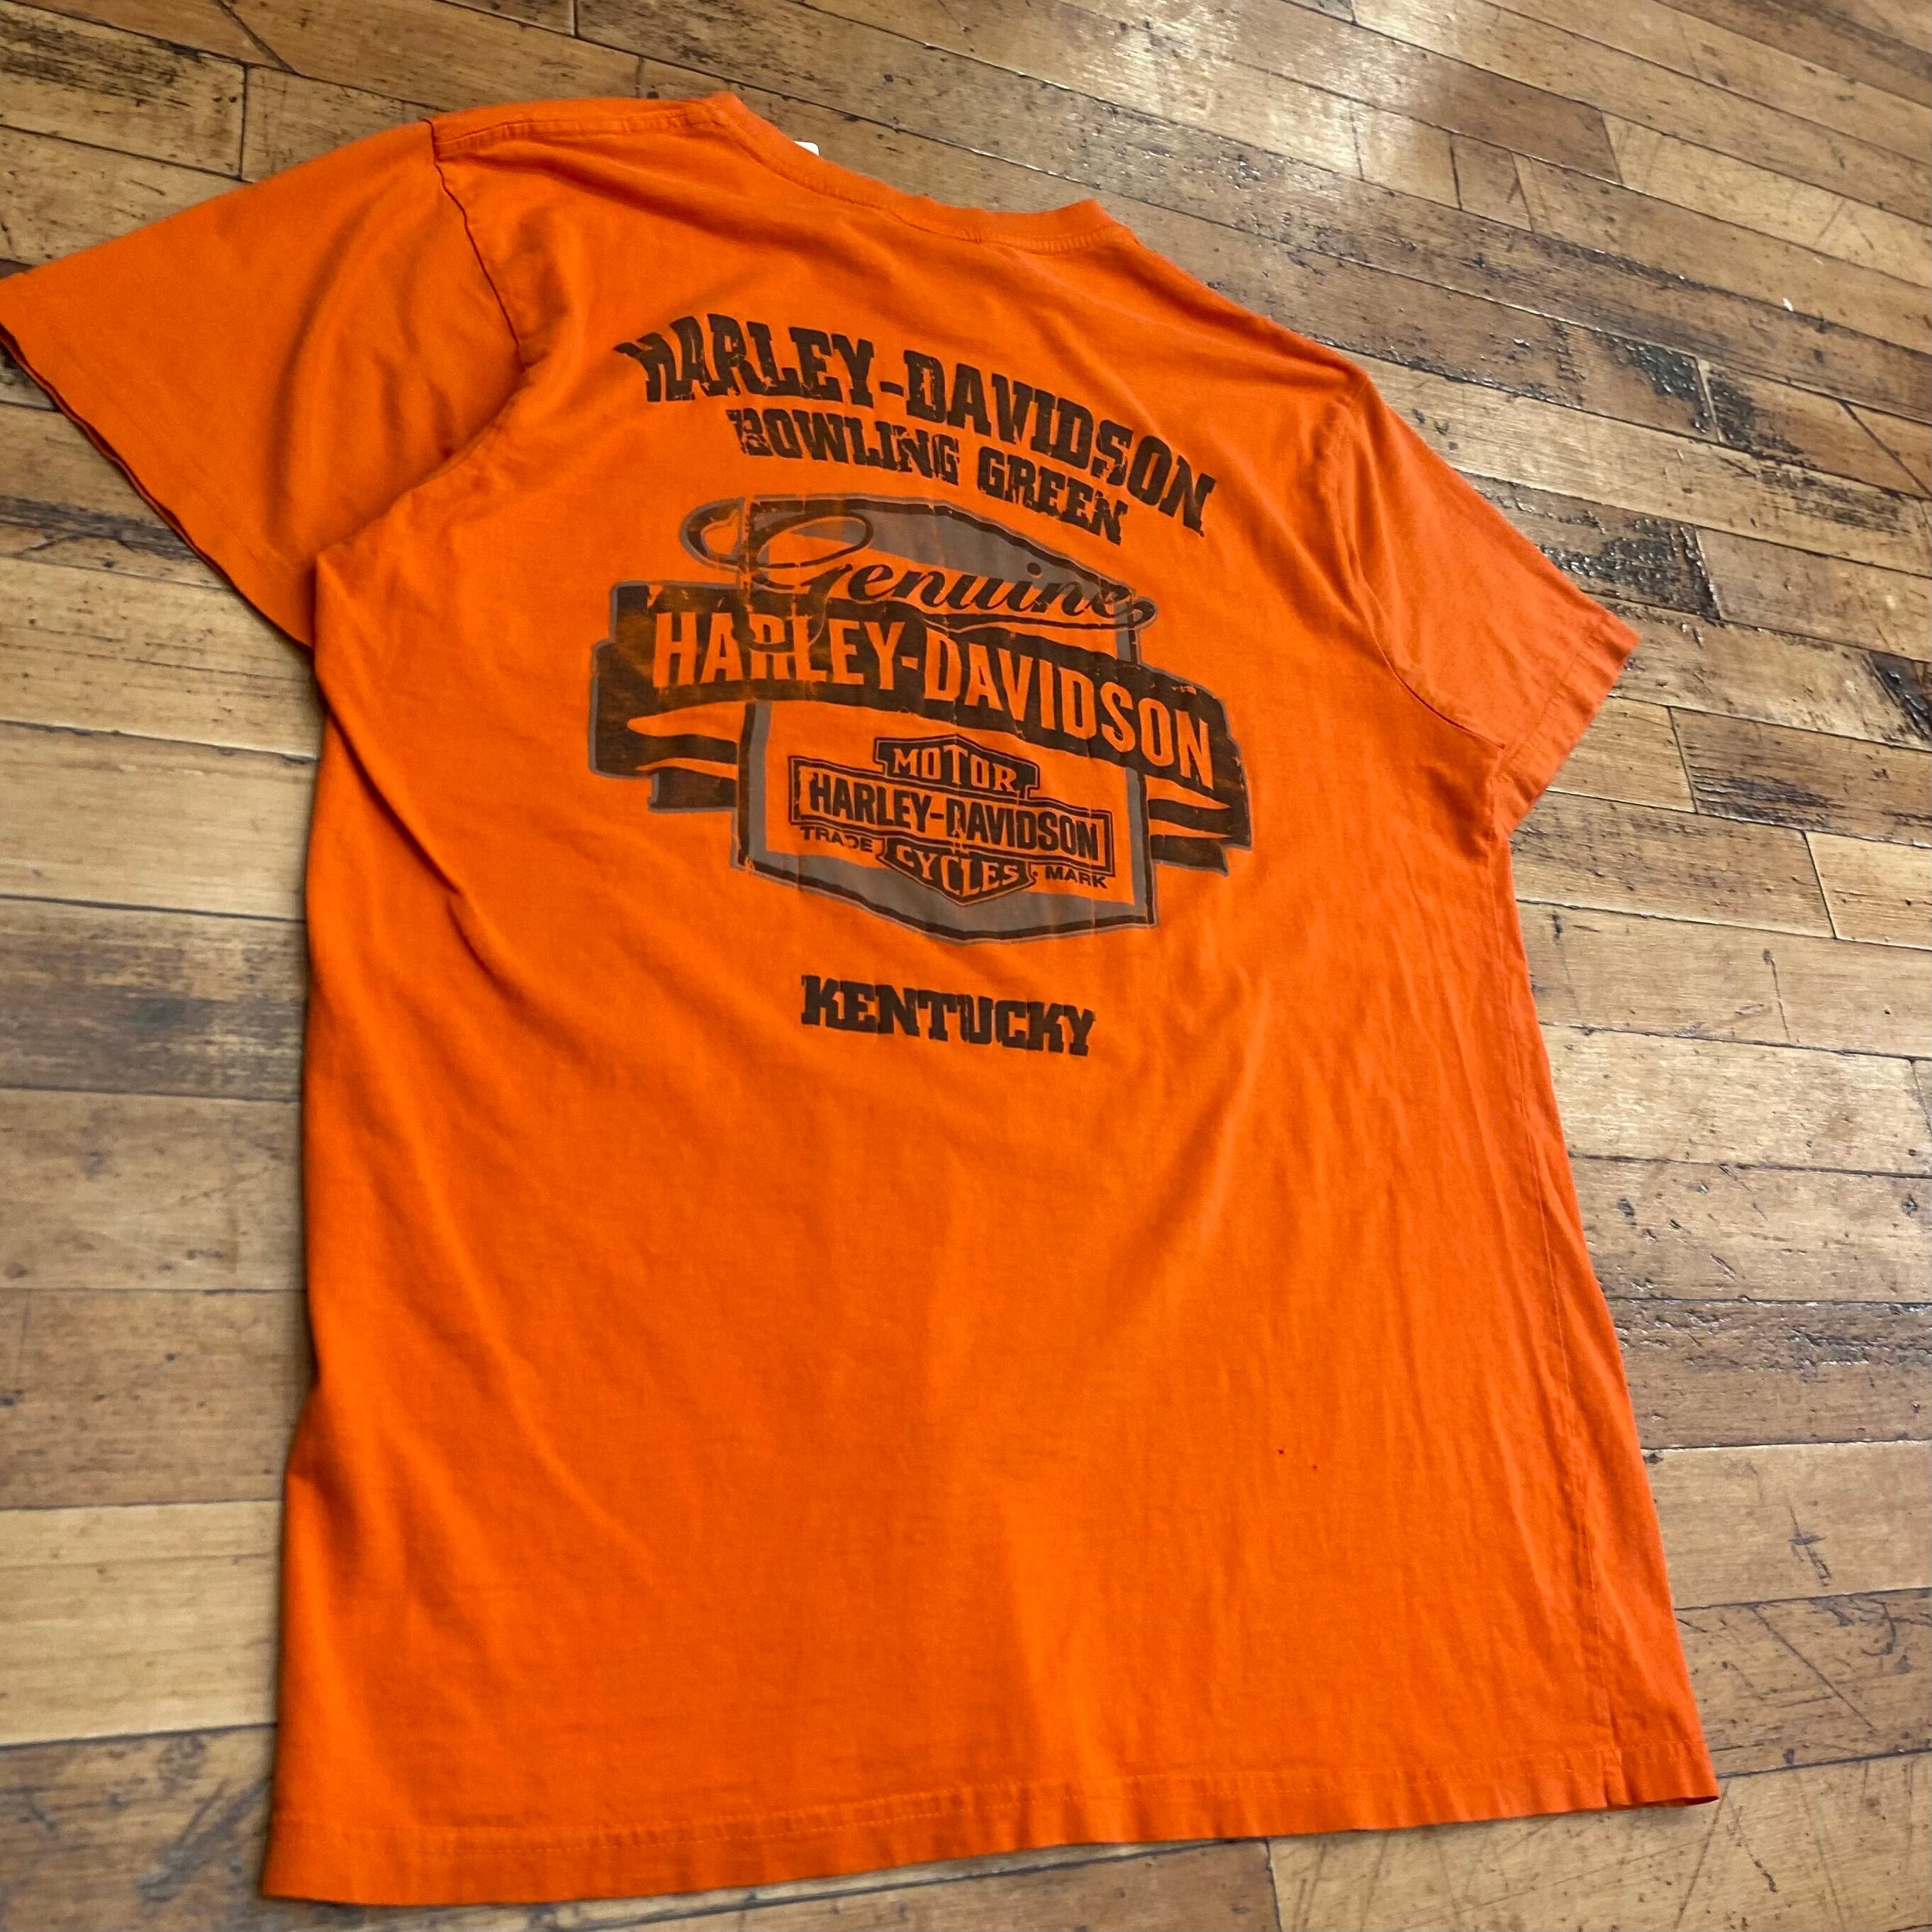 HARLEY-DAVIDSON
BOWLING GREEN
Genuine
HARLEY-DAVIDSON
MOTOR
HARLEY-DAVIDSON
TRADE CYCLES MARK
KENTUCKY